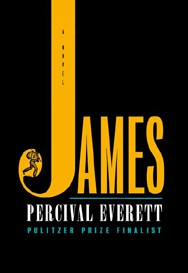 A NOVEL
JAMES
PERCIVAL EVERETT
PULITZER PRIZE FINALIST